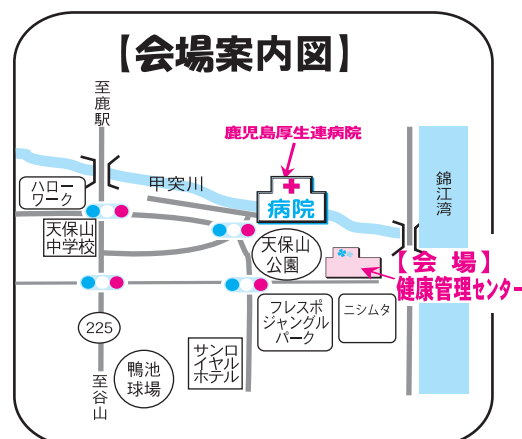 【会場案内図】
至鹿駅
鹿児島厚生連病院
甲突川
ハロー
ワーク
病院
錦江湾
天保山
中学校
天保山
公園
【会 場】
健康管理センター
フレスポ
ジャングル
パーク
ニシムタ
225
サンロ
イヤル
ホテル
鴨池
球場
至谷山